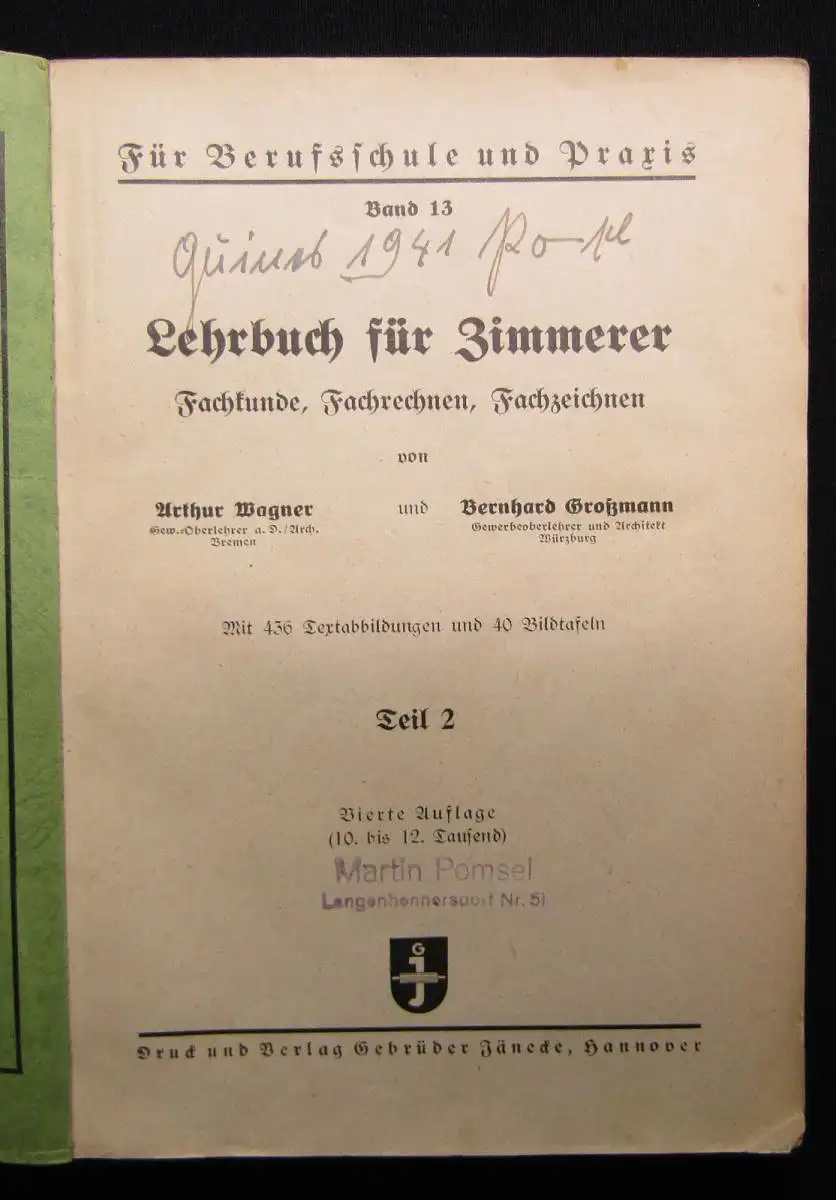 Für Berufsschule und Praxis
Band 13
1941
Lehrbuch für Zimmerer
Fachkunde, Fachrechnen, Fachzeichnen
von
Arthur Wagner und Bernhard Großmann
Gew.-Oberlehrer a. D./Arch. Gewerbeoberlehrer und Architekt
Bremen Würzburg
Mit 436 Textabbildungen und 40 Bildtafeln
Teil 2
Vierte Auflage
(10. bis 12. Tausend)
Martin Pomsel
Langenhennersdorf Nr. 51
G
J
Druck und Verlag Gebrüder Jänecke, Hannover